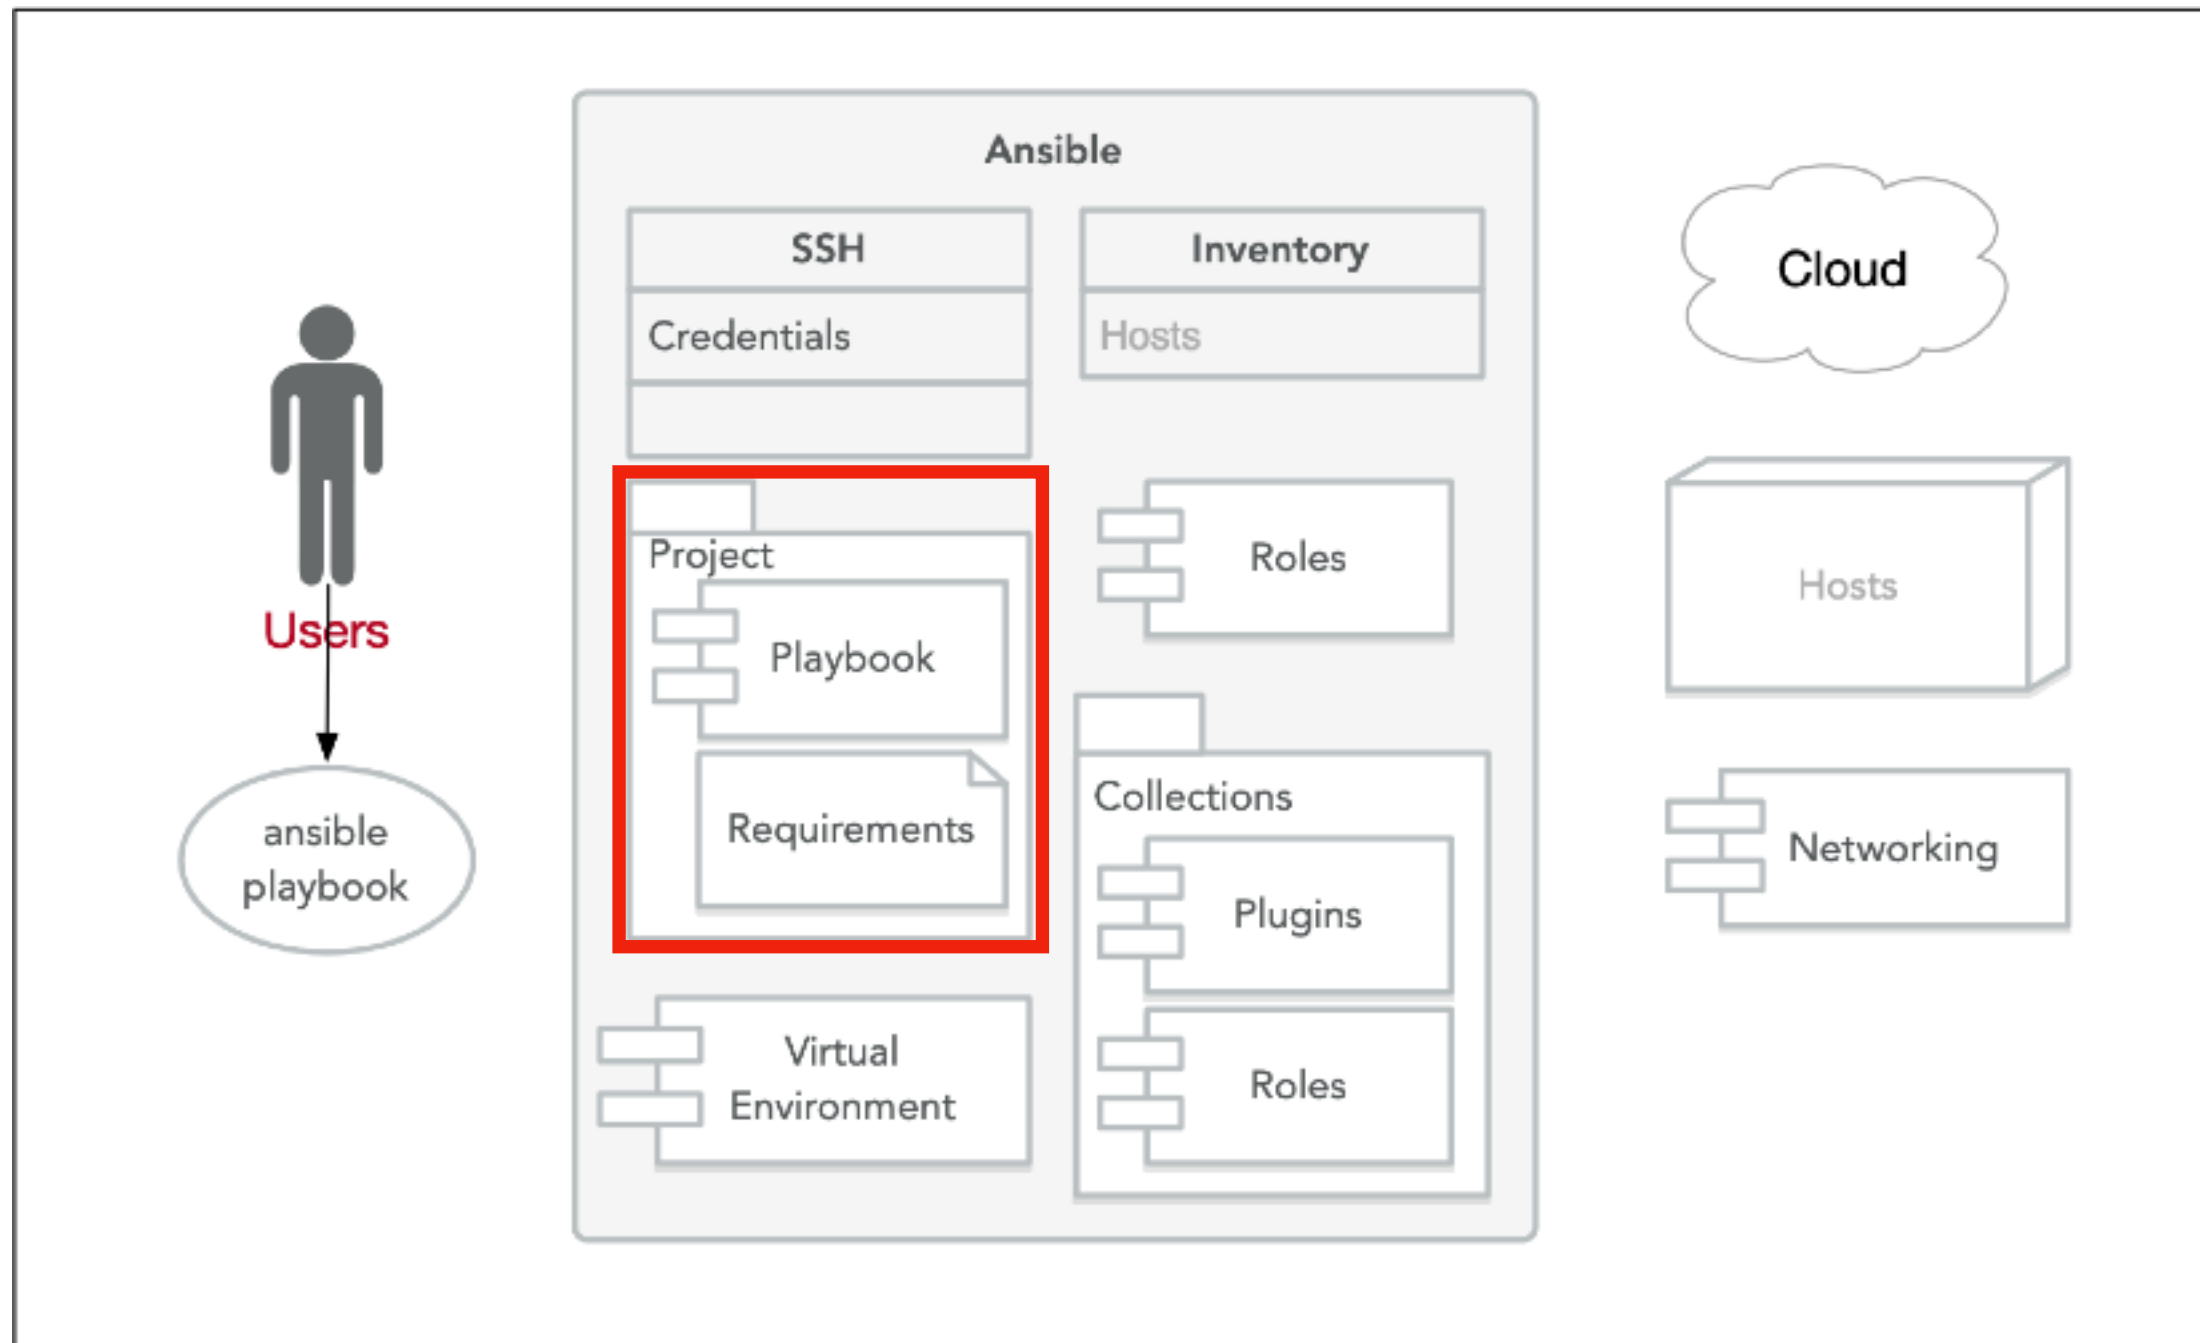 Ansible
SSH
Credentials
Inventory
Hosts
Cloud
Users
ansible
playbook
Project
Playbook
Requirements
Roles
Hosts
Collections
Plugins
Roles
Networking
Virtual
Environment